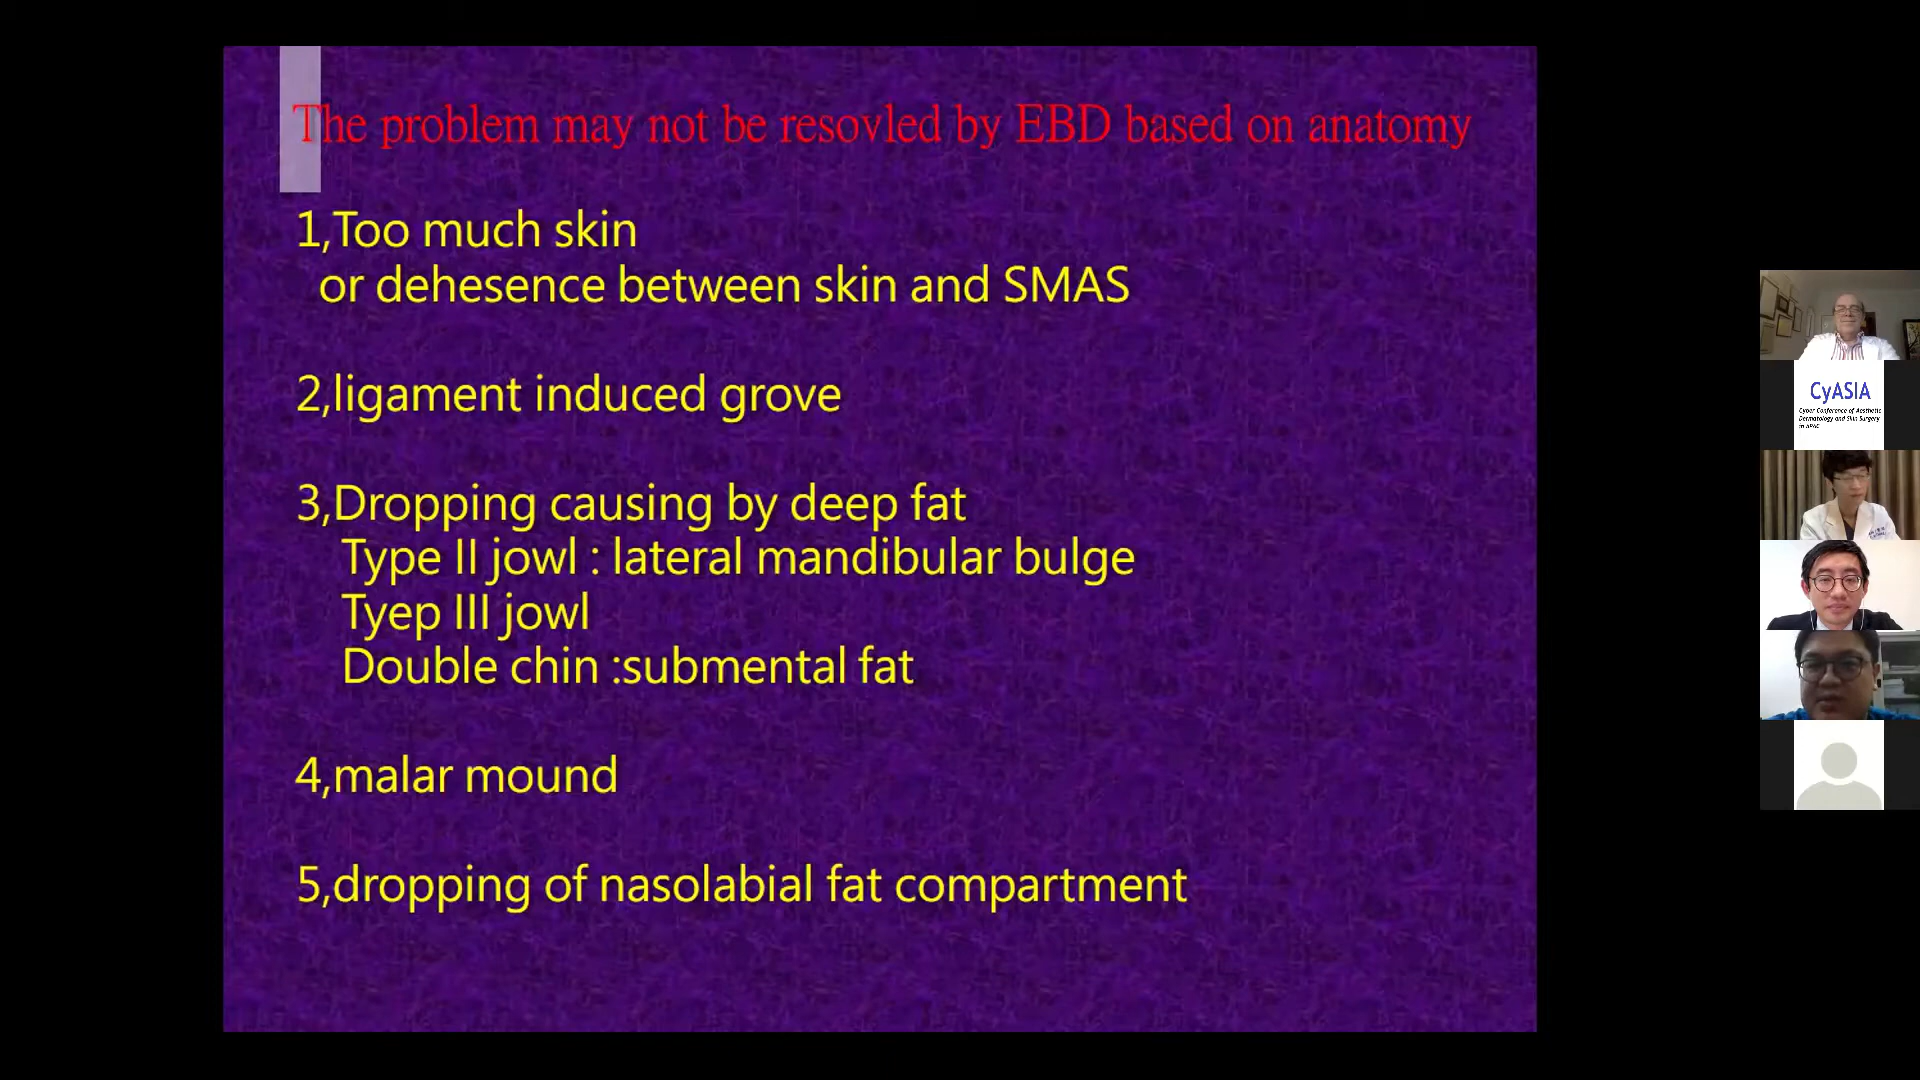 The problem may not be resovled by EBD based on anatomy
1,Too much skin
or dehesence between skin and SMAS
2,ligament induced grove
3,Dropping causing by deep fat
Type II jowl : lateral mandibular bulge
Tyep III jowl
Double chin :submental fat
4,malar mound
5,dropping of nasolabial fat compartment
CyASIA
Cyber Conference of Aesthetic
Dermatology and Skin Surgery
in APAC